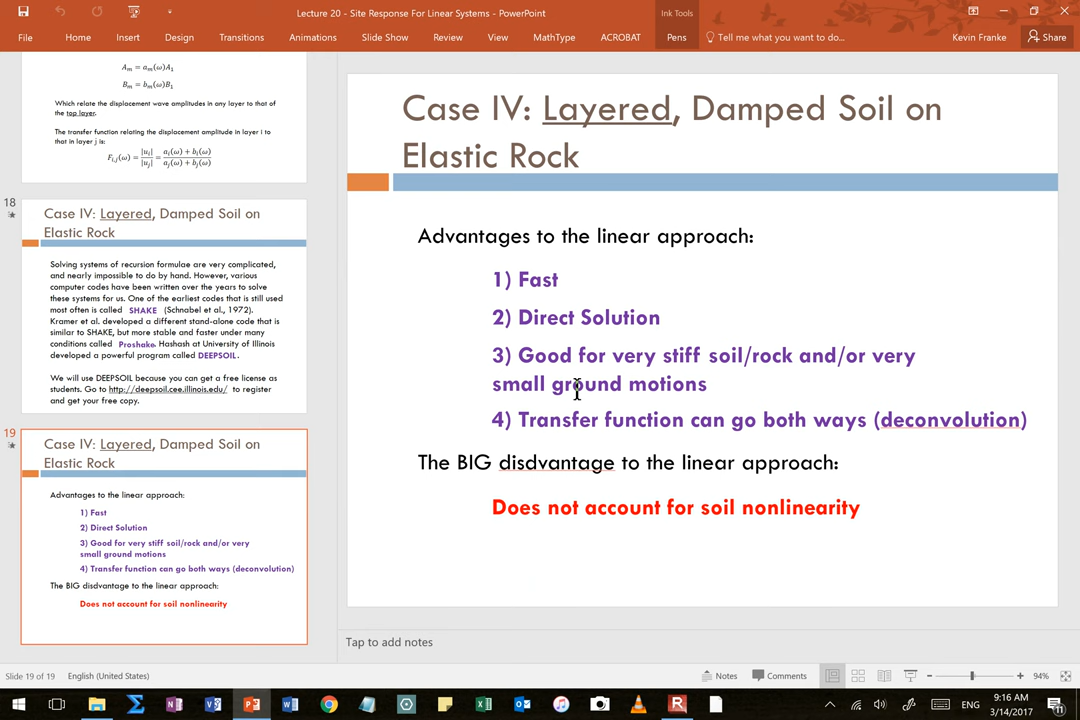 Lecture 20 - Site Response For Linear Systems - PowerPoint
Ink Tools
File
Home
Insert
Design
Transitions
Animations
Slide Show
Review
View
MathType
ACROBAT
Pens
Tell me what you want to do...
Kevin Franke
Share
Aₘ = aₘ(ω)A₁
Bₘ = bₘ(ω)B₁
Which relate the displacement wave amplitudes in any layer to that of
the top layer.
The transfer function relating the displacement amplitude in layer i to
that in layer j is:
Fᵢ,ⱼ(ω) = |uᵢ| / |uⱼ| = aᵢ(ω) + bᵢ(ω) / aⱼ(ω) + bⱼ(ω)
18
Case IV: Layered, Damped Soil on
Elastic Rock
Solving systems of recursion formulae are very complicated,
and nearly impossible to do by hand. However, various
computer codes have been written over the years to solve
these systems for us. One of the earliest codes that is still used
most often is called SHAKE (Schnabel et al., 1972).
Kramer et al. developed a different stand-alone code that is
similar to SHAKE, but more stable and faster under many
conditions called Proshake. Hashash at University of Illinois
developed a powerful program called DEEPSOIL.
We will use DEEPSOIL because you can get a free license as
students. Go to http://deepsoil.cee.illinois.edu/ to register
and get your free copy.
19
Case IV: Layered, Damped Soil on
Elastic Rock
Advantages to the linear approach:
1) Fast
2) Direct Solution
3) Good for very stiff soil/rock and/or very
small ground motions
4) Transfer function can go both ways (deconvolution)
The BIG disdvantage to the linear approach:
Does not account for soil nonlinearity
Case IV: Layered, Damped Soil on
Elastic Rock
Advantages to the linear approach:
1) Fast
2) Direct Solution
3) Good for very stiff soil/rock and/or very
small ground motions
4) Transfer function can go both ways (deconvolution)
The BIG disdvantage to the linear approach:
Does not account for soil nonlinearity
Tap to add notes
Slide 19 of 19
English (United States)
Notes
Comments
94%
ENG
9:16 AM
3/14/2017
11